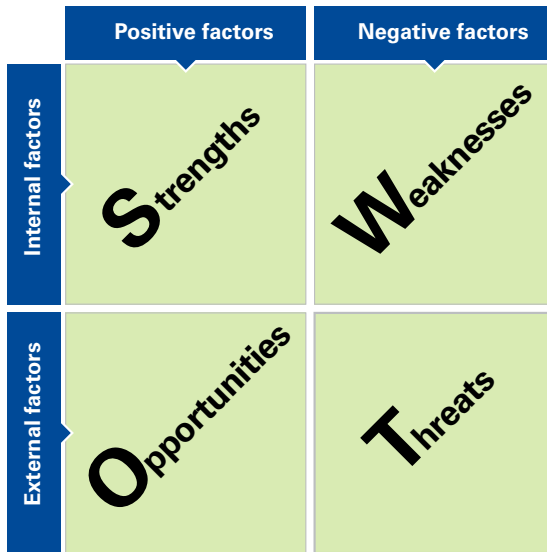 Positive factors
Negative factors
Internal factors
Strengths
Weaknesses
External factors
Opportunities
Threats